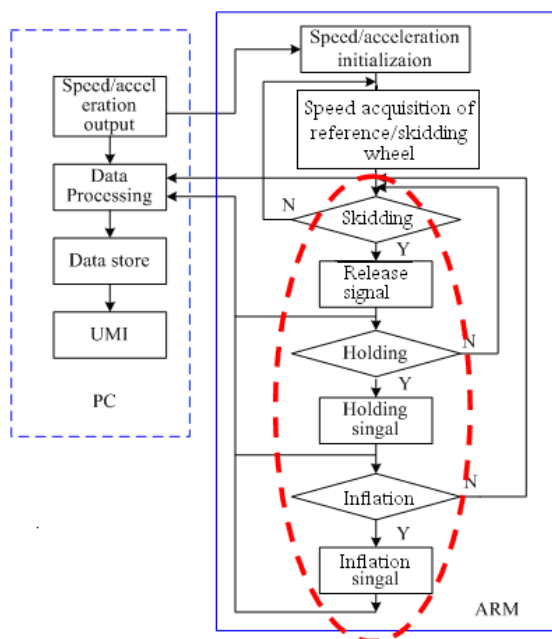 Speed/accel
eration
output
Data
Processing
Data store
UMI
PC
Speed/acceleration
initializaion
Speed acquisition of
reference/skidding
wheel
N
Skidding
Y
Release
signal
Holding
N
Y
Holding
singal
Inflation
N
Y
Inflation
singal
ARM